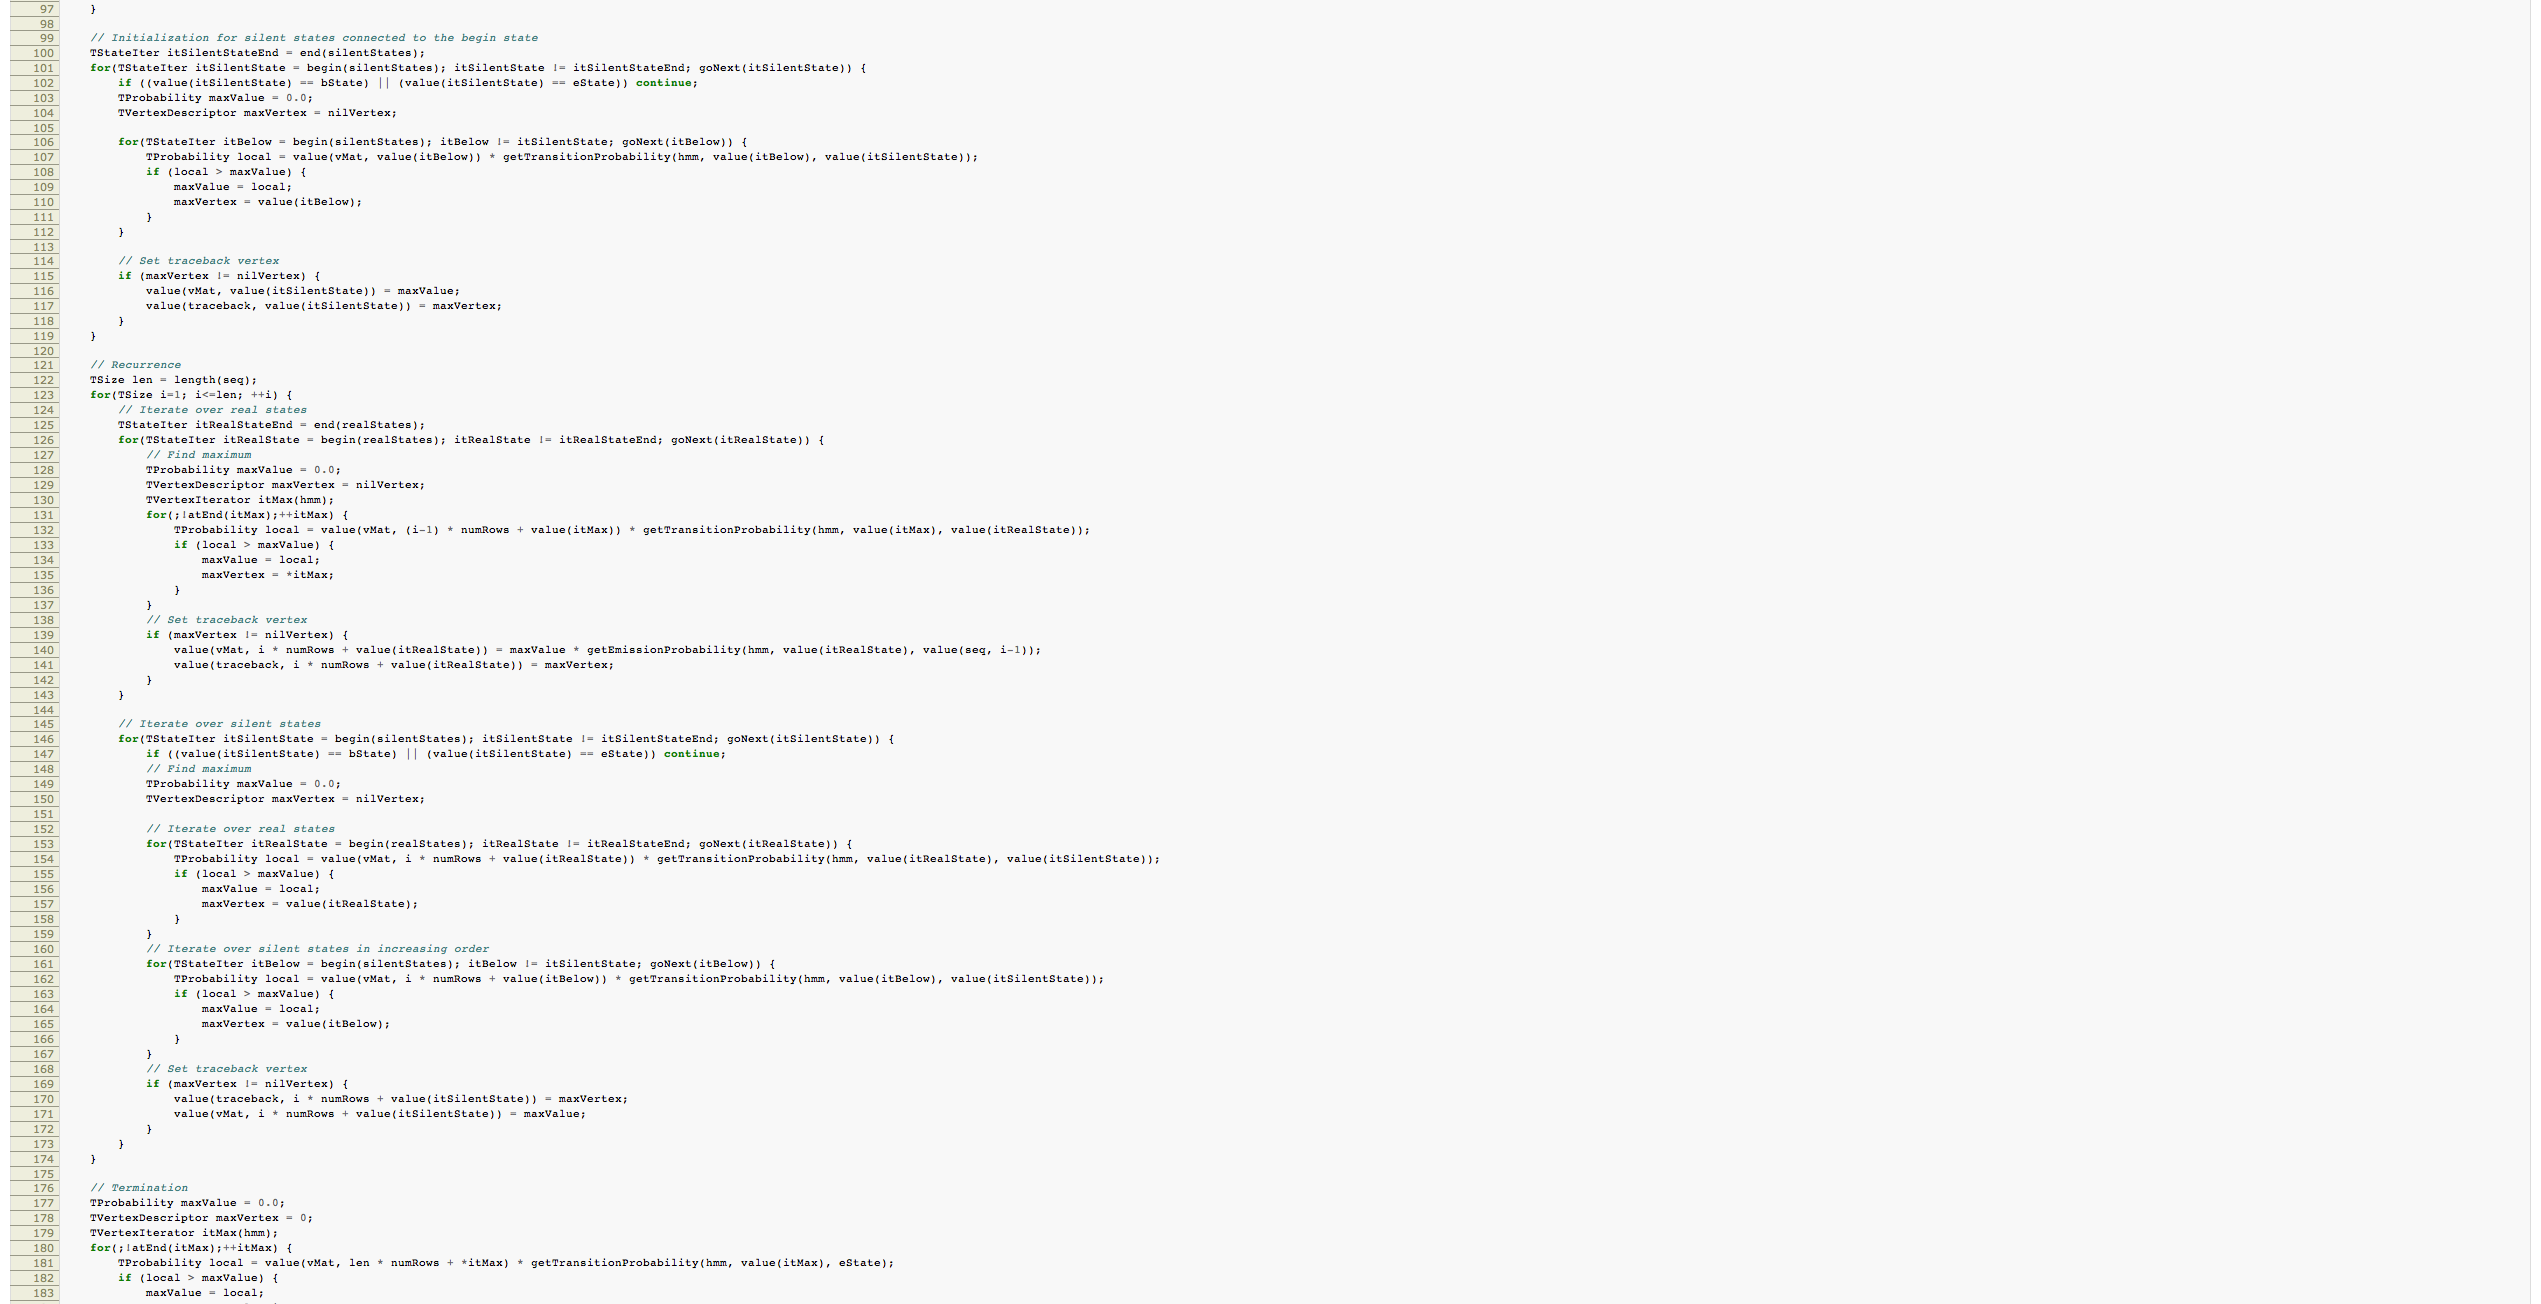 97 }
98
99 // Initialization for silent states connected to the begin state
100 TStateIter itSilentStateEnd = end(silentStates);
101 for(TStateIter itSilentState = begin(silentStates); itSilentState != itSilentStateEnd; goNext(itSilentState)) {
102 if ((value(itSilentState) == bState) || (value(itSilentState) == eState)) continue;
103 TProbability maxValue = 0.0;
104 TVertexDescriptor maxVertex = nilVertex;
105
106 for(TStateIter itBelow = begin(silentStates); itBelow != itSilentState; goNext(itBelow)) {
107 TProbability local = value(vMat, value(itBelow)) * getTransitionProbability(hmm, value(itBelow), value(itSilentState));
108 if (local > maxValue) {
109 maxValue = local;
110 maxVertex = value(itBelow);
111 }
112 }
113
114 // Set traceback vertex
115 if (maxVertex != nilVertex) {
116 value(vMat, value(itSilentState)) = maxValue;
117 value(traceback, value(itSilentState)) = maxVertex;
118 }
119 }
120
121 // Recurrence
122 TSize len = length(seq);
123 for(TSize i=1; i<=len; ++i) {
124 // Iterate over real states
125 TStateIter itRealStateEnd = end(realStates);
126 for(TStateIter itRealState = begin(realStates); itRealState != itRealStateEnd; goNext(itRealState)) {
127 // Find maximum
128 TProbability maxValue = 0.0;
129 TVertexDescriptor maxVertex = nilVertex;
130 TVertexIterator itMax(hmm);
131 for(;!atEnd(itMax);++itMax) {
132 TProbability local = value(vMat, (i-1) * numRows + value(itMax)) * getTransitionProbability(hmm, value(itMax), value(itRealState));
133 if (local > maxValue) {
134 maxValue = local;
135 maxVertex = *itMax;
136 }
137 }
138 // Set traceback vertex
139 if (maxVertex != nilVertex) {
140 value(vMat, i * numRows + value(itRealState)) = maxValue * getEmissionProbability(hmm, value(itRealState), value(seq, i-1));
141 value(traceback, i * numRows + value(itRealState)) = maxVertex;
142 }
143 }
144
145 // Iterate over silent states
146 for(TStateIter itSilentState = begin(silentStates); itSilentState != itSilentStateEnd; goNext(itSilentState)) {
147 if ((value(itSilentState) == bState) || (value(itSilentState) == eState)) continue;
148 // Find maximum
149 TProbability maxValue = 0.0;
150 TVertexDescriptor maxVertex = nilVertex;
151
152 // Iterate over real states
153 for(TStateIter itRealState = begin(realStates); itRealState != itRealStateEnd; goNext(itRealState)) {
154 TProbability local = value(vMat, i * numRows + value(itRealState)) * getTransitionProbability(hmm, value(itRealState), value(itSilentState));
155 if (local > maxValue) {
156 maxValue = local;
157 maxVertex = value(itRealState);
158 }
159 }
160 // Iterate over silent states in increasing order
161 for(TStateIter itBelow = begin(silentStates); itBelow != itSilentState; goNext(itBelow)) {
162 TProbability local = value(vMat, i * numRows + value(itBelow)) * getTransitionProbability(hmm, value(itBelow), value(itSilentState));
163 if (local > maxValue) {
164 maxValue = local;
165 maxVertex = value(itBelow);
166 }
167 }
168 // Set traceback vertex
169 if (maxVertex != nilVertex) {
170 value(traceback, i * numRows + value(itSilentState)) = maxVertex;
171 value(vMat, i * numRows + value(itSilentState)) = maxValue;
172 }
173 }
174 }
175
176 // Termination
177 TProbability maxValue = 0.0;
178 TVertexDescriptor maxVertex = 0;
179 TVertexIterator itMax(hmm);
180 for(;!atEnd(itMax);++itMax) {
181 TProbability local = value(vMat, len * numRows + *itMax) * getTransitionProbability(hmm, value(itMax), eState);
182 if (local > maxValue) {
183 maxValue = local;